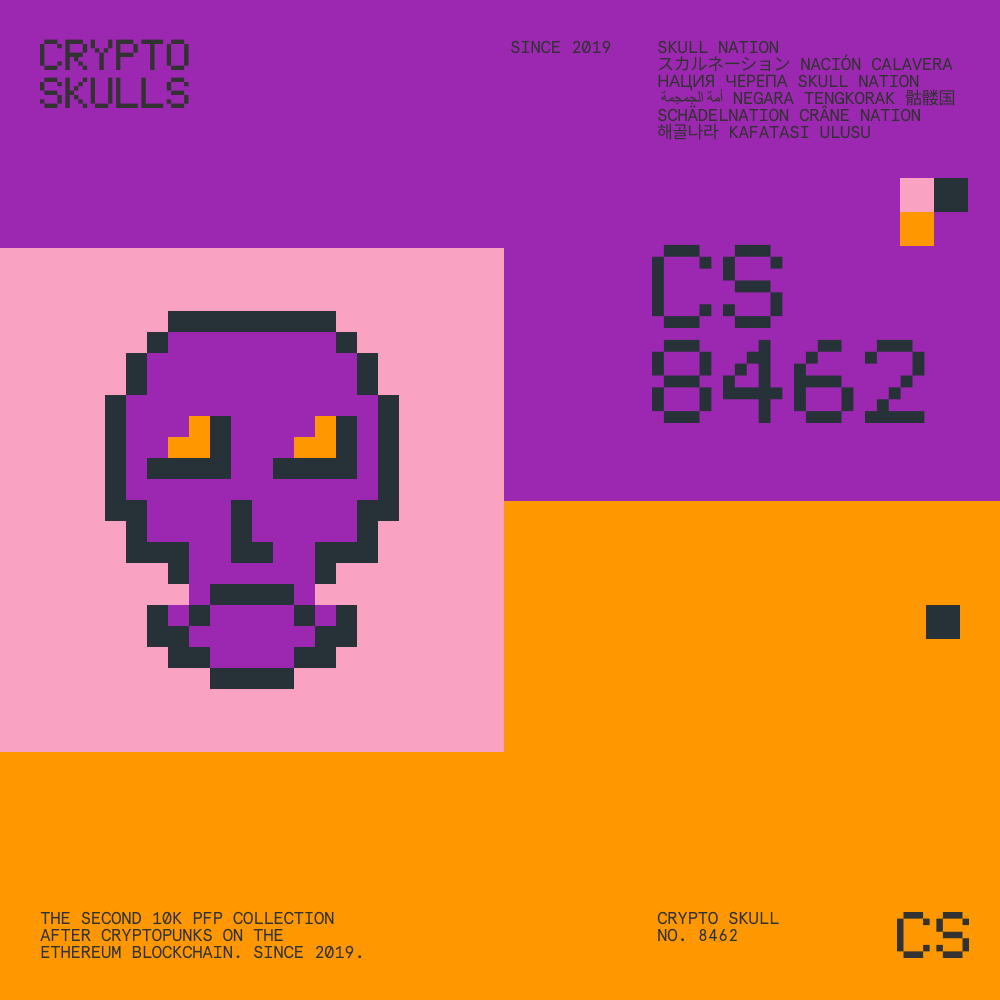 CRYPTO
SKULLS
SINCE 2019
SKULL NATION
スカルネーション NACIÓN CALAVERA
НАЦИЯ ЧЕРЕПА SKULL NATION
أمة الجمجمة NEGARA TENGKORAK 骷髅国
SCHÄDELNATION CRÂNE NATION
해골나라 KAFATASI ULUSU
CS
8462
THE SECOND 10K PFP COLLECTION
AFTER CRYPTOPUNKS ON THE
ETHEREUM BLOCKCHAIN. SINCE 2019.
CRYPTO SKULL
NO. 8462
CS